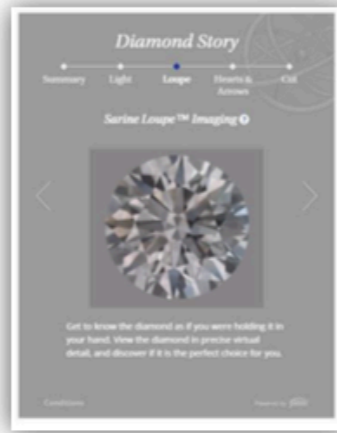 Diamond Story
Summary Light Loupe Hearts & Arrows Cut
Sarine Loupe™ Imaging ?
Get to know the diamond as if you were holding it in
your hand. View the diamond in precise virtual
detail, and discover if it is the perfect choice for you.
Conditions Powered by